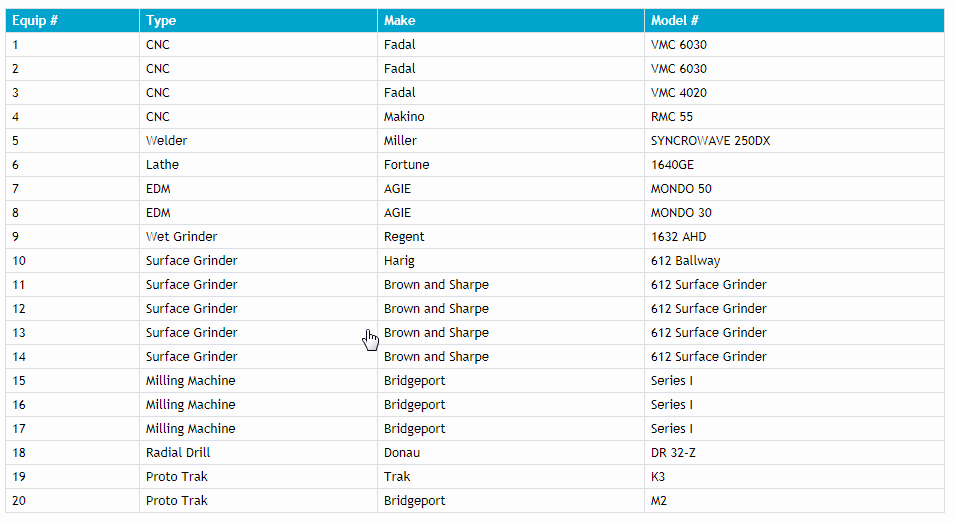 Equip # Type Make Model #
1 CNC Fadal VMC 6030
2 CNC Fadal VMC 6030
3 CNC Fadal VMC 4020
4 CNC Makino RMC 55
5 Welder Miller SYNCROWAVE 250DX
6 Lathe Fortune 1640GE
7 EDM AGIE MONDO 50
8 EDM AGIE MONDO 30
9 Wet Grinder Regent 1632 AHD
10 Surface Grinder Harig 612 Ballway
11 Surface Grinder Brown and Sharpe 612 Surface Grinder
12 Surface Grinder Brown and Sharpe 612 Surface Grinder
13 Surface Grinder Brown and Sharpe 612 Surface Grinder
14 Surface Grinder Brown and Sharpe 612 Surface Grinder
15 Milling Machine Bridgeport Series I
16 Milling Machine Bridgeport Series I
17 Milling Machine Bridgeport Series I
18 Radial Drill Donau DR 32-Z
19 Proto Trak Trak K3
20 Proto Trak Bridgeport M2